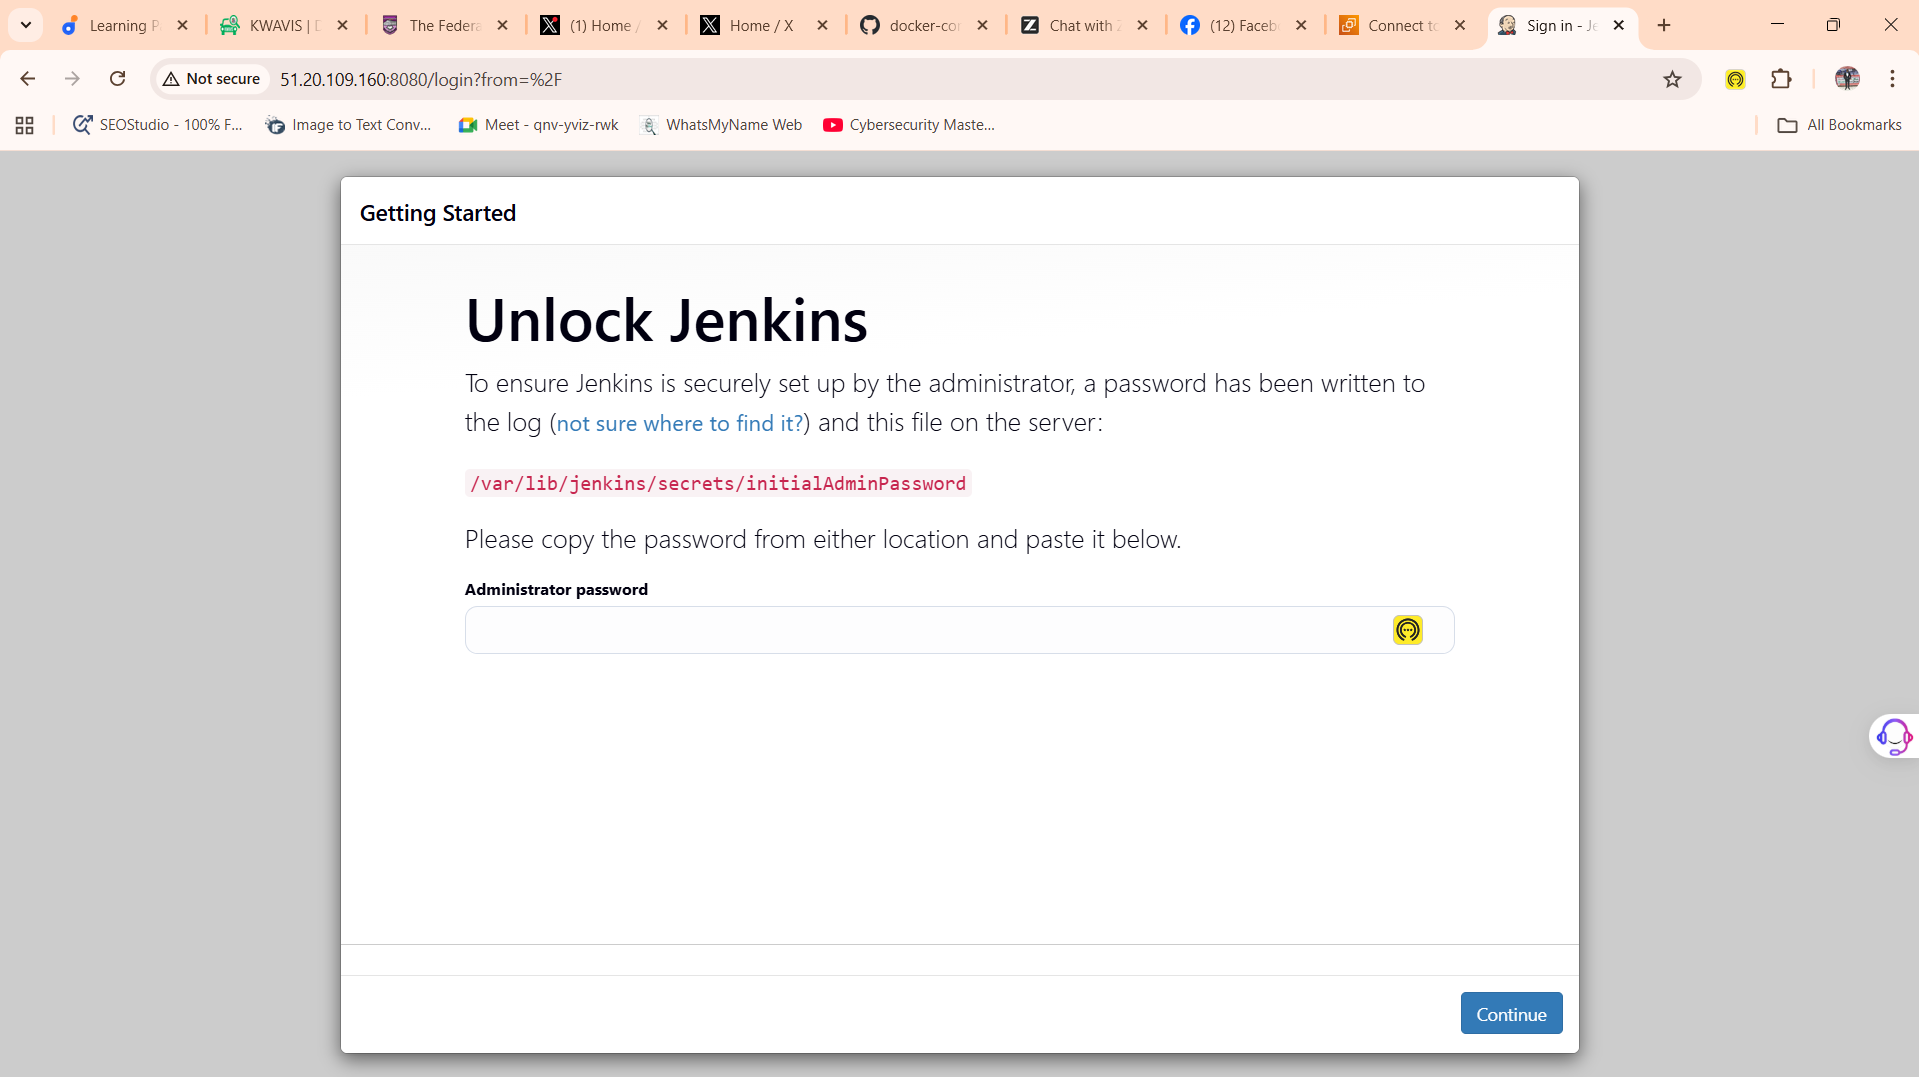 Learning P
KWAVIS | D
The Federa
(1) Home /
Home / X
docker-cor
Chat with Z
(12) Faceb
Connect to
Sign in - Je
Not secure
51.20.109.160:8080/login?from=%2F
SEOStudio - 100% F...
Image to Text Conv...
Meet - qnv-yviz-rwk
WhatsMyName Web
Cybersecurity Maste...
All Bookmarks
Getting Started
Unlock Jenkins
To ensure Jenkins is securely set up by the administrator, a password has been written to
the log (not sure where to find it?) and this file on the server:
/var/lib/jenkins/secrets/initialAdminPassword
Please copy the password from either location and paste it below.
Administrator password
Continue